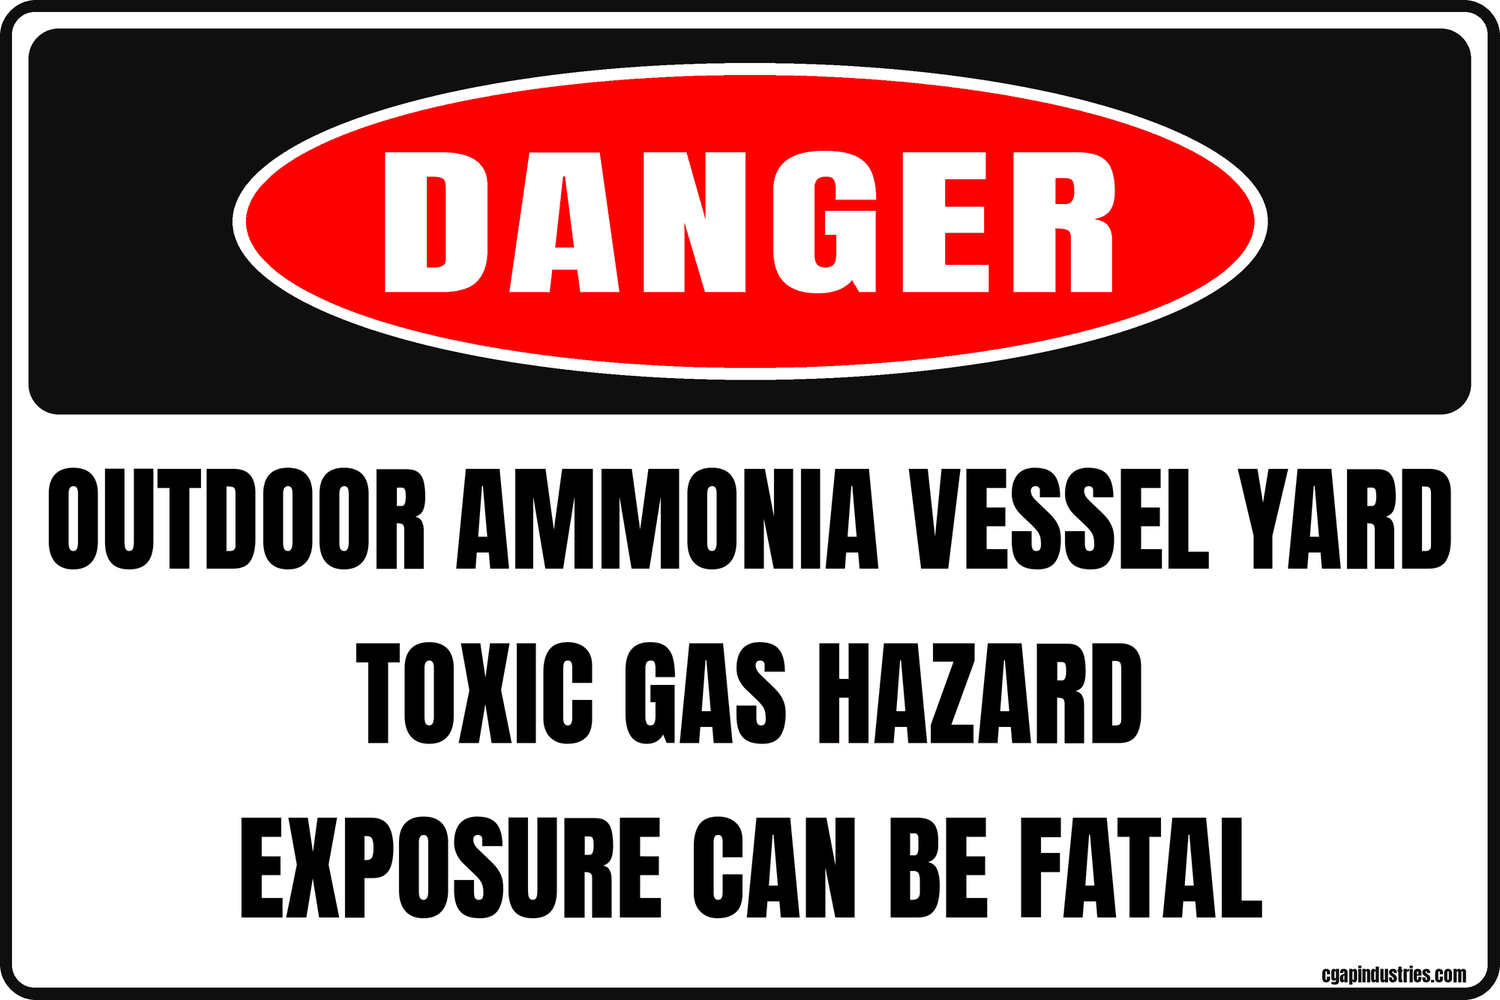 DANGER
OUTDOOR AMMONIA VESSEL YARD
TOXIC GAS HAZARD
EXPOSURE CAN BE FATAL
cgapindustries.com